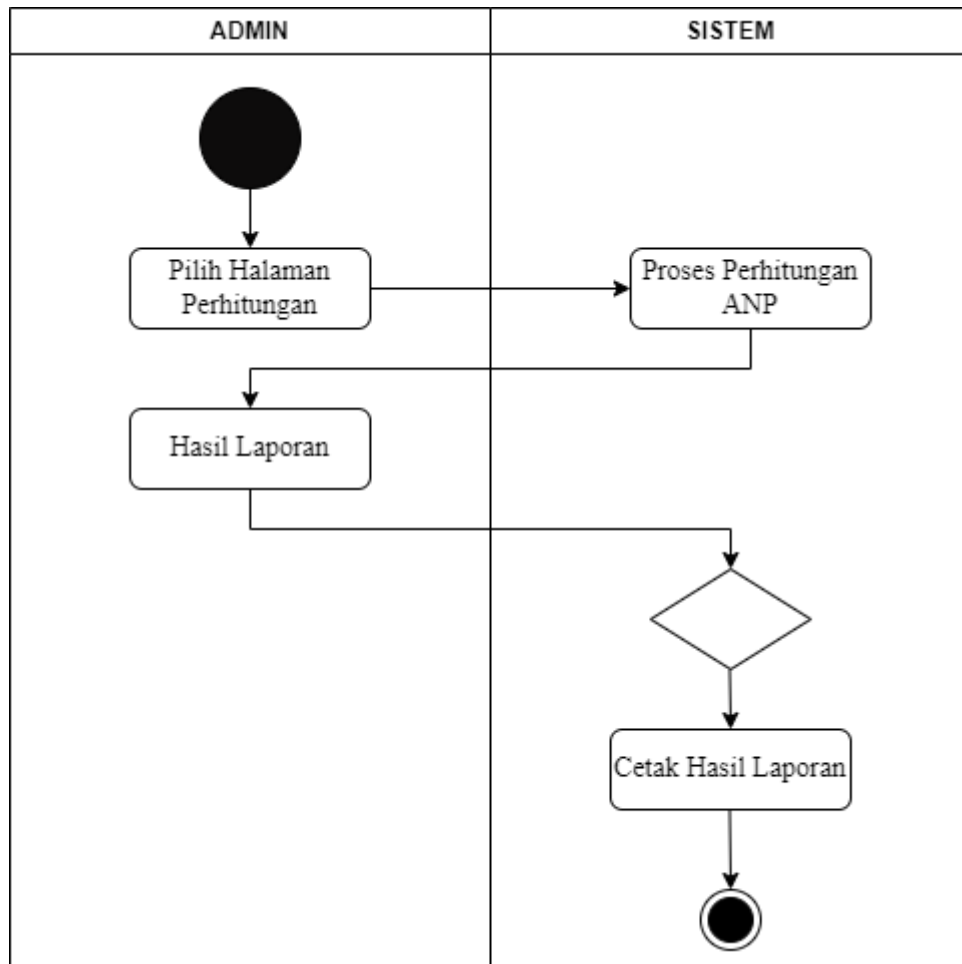 ADMIN
SISTEM
Pilih Halaman
Perhitungan
Proses Perhitungan
ANP
Hasil Laporan
Cetak Hasil Laporan